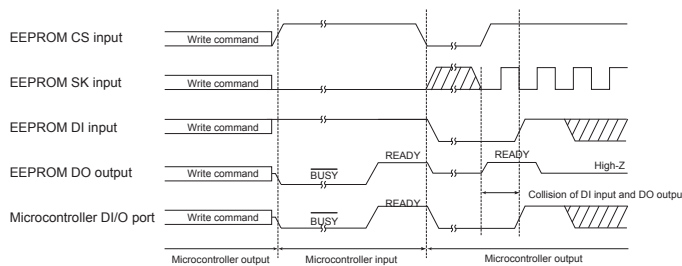 EEPROM CS input
Write command
EEPROM SK input
Write command
EEPROM DI input
Write command
EEPROM DO output
Write command
BUSY
READY
READY
High-Z
Collision of DI input and DO outpu
Microcontroller DI/O port
Write command
BUSY
READY
Microcontroller output
Microcontroller input
Microcontroller output